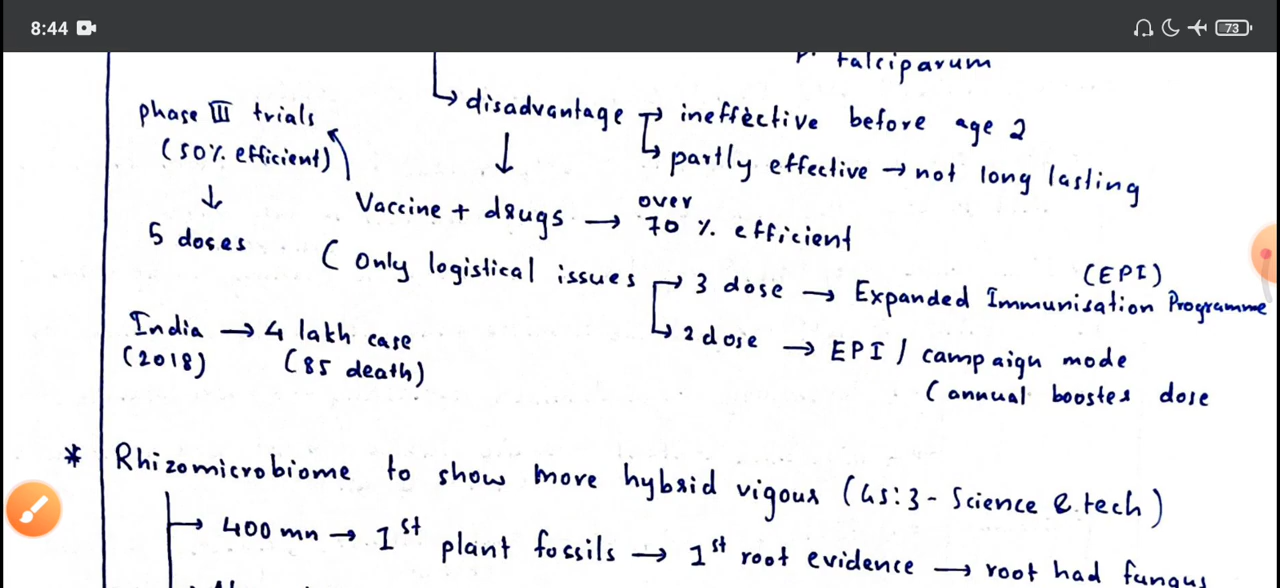 8:44
73
P. falciparum
disadvantage → ineffective before age 2
↳ partly effective → not long lasting
phase III trials
(50% efficient)
↓
5 doses
↓
Vaccine + drugs → over 70 % efficient
( Only logistical issues → 3 dose → Expanded Immunisation Programme (EPI)
↳ 2 dose → EPI / campaign mode
( annual booster dose
India → 4 lakh case
(2018) (85 death)
* Rhizomicrobiome to show more hybrid vigous (GS:3 - Science & tech)
→ 400 mn → 1st plant fossils → 1st root evidence → root had fungus